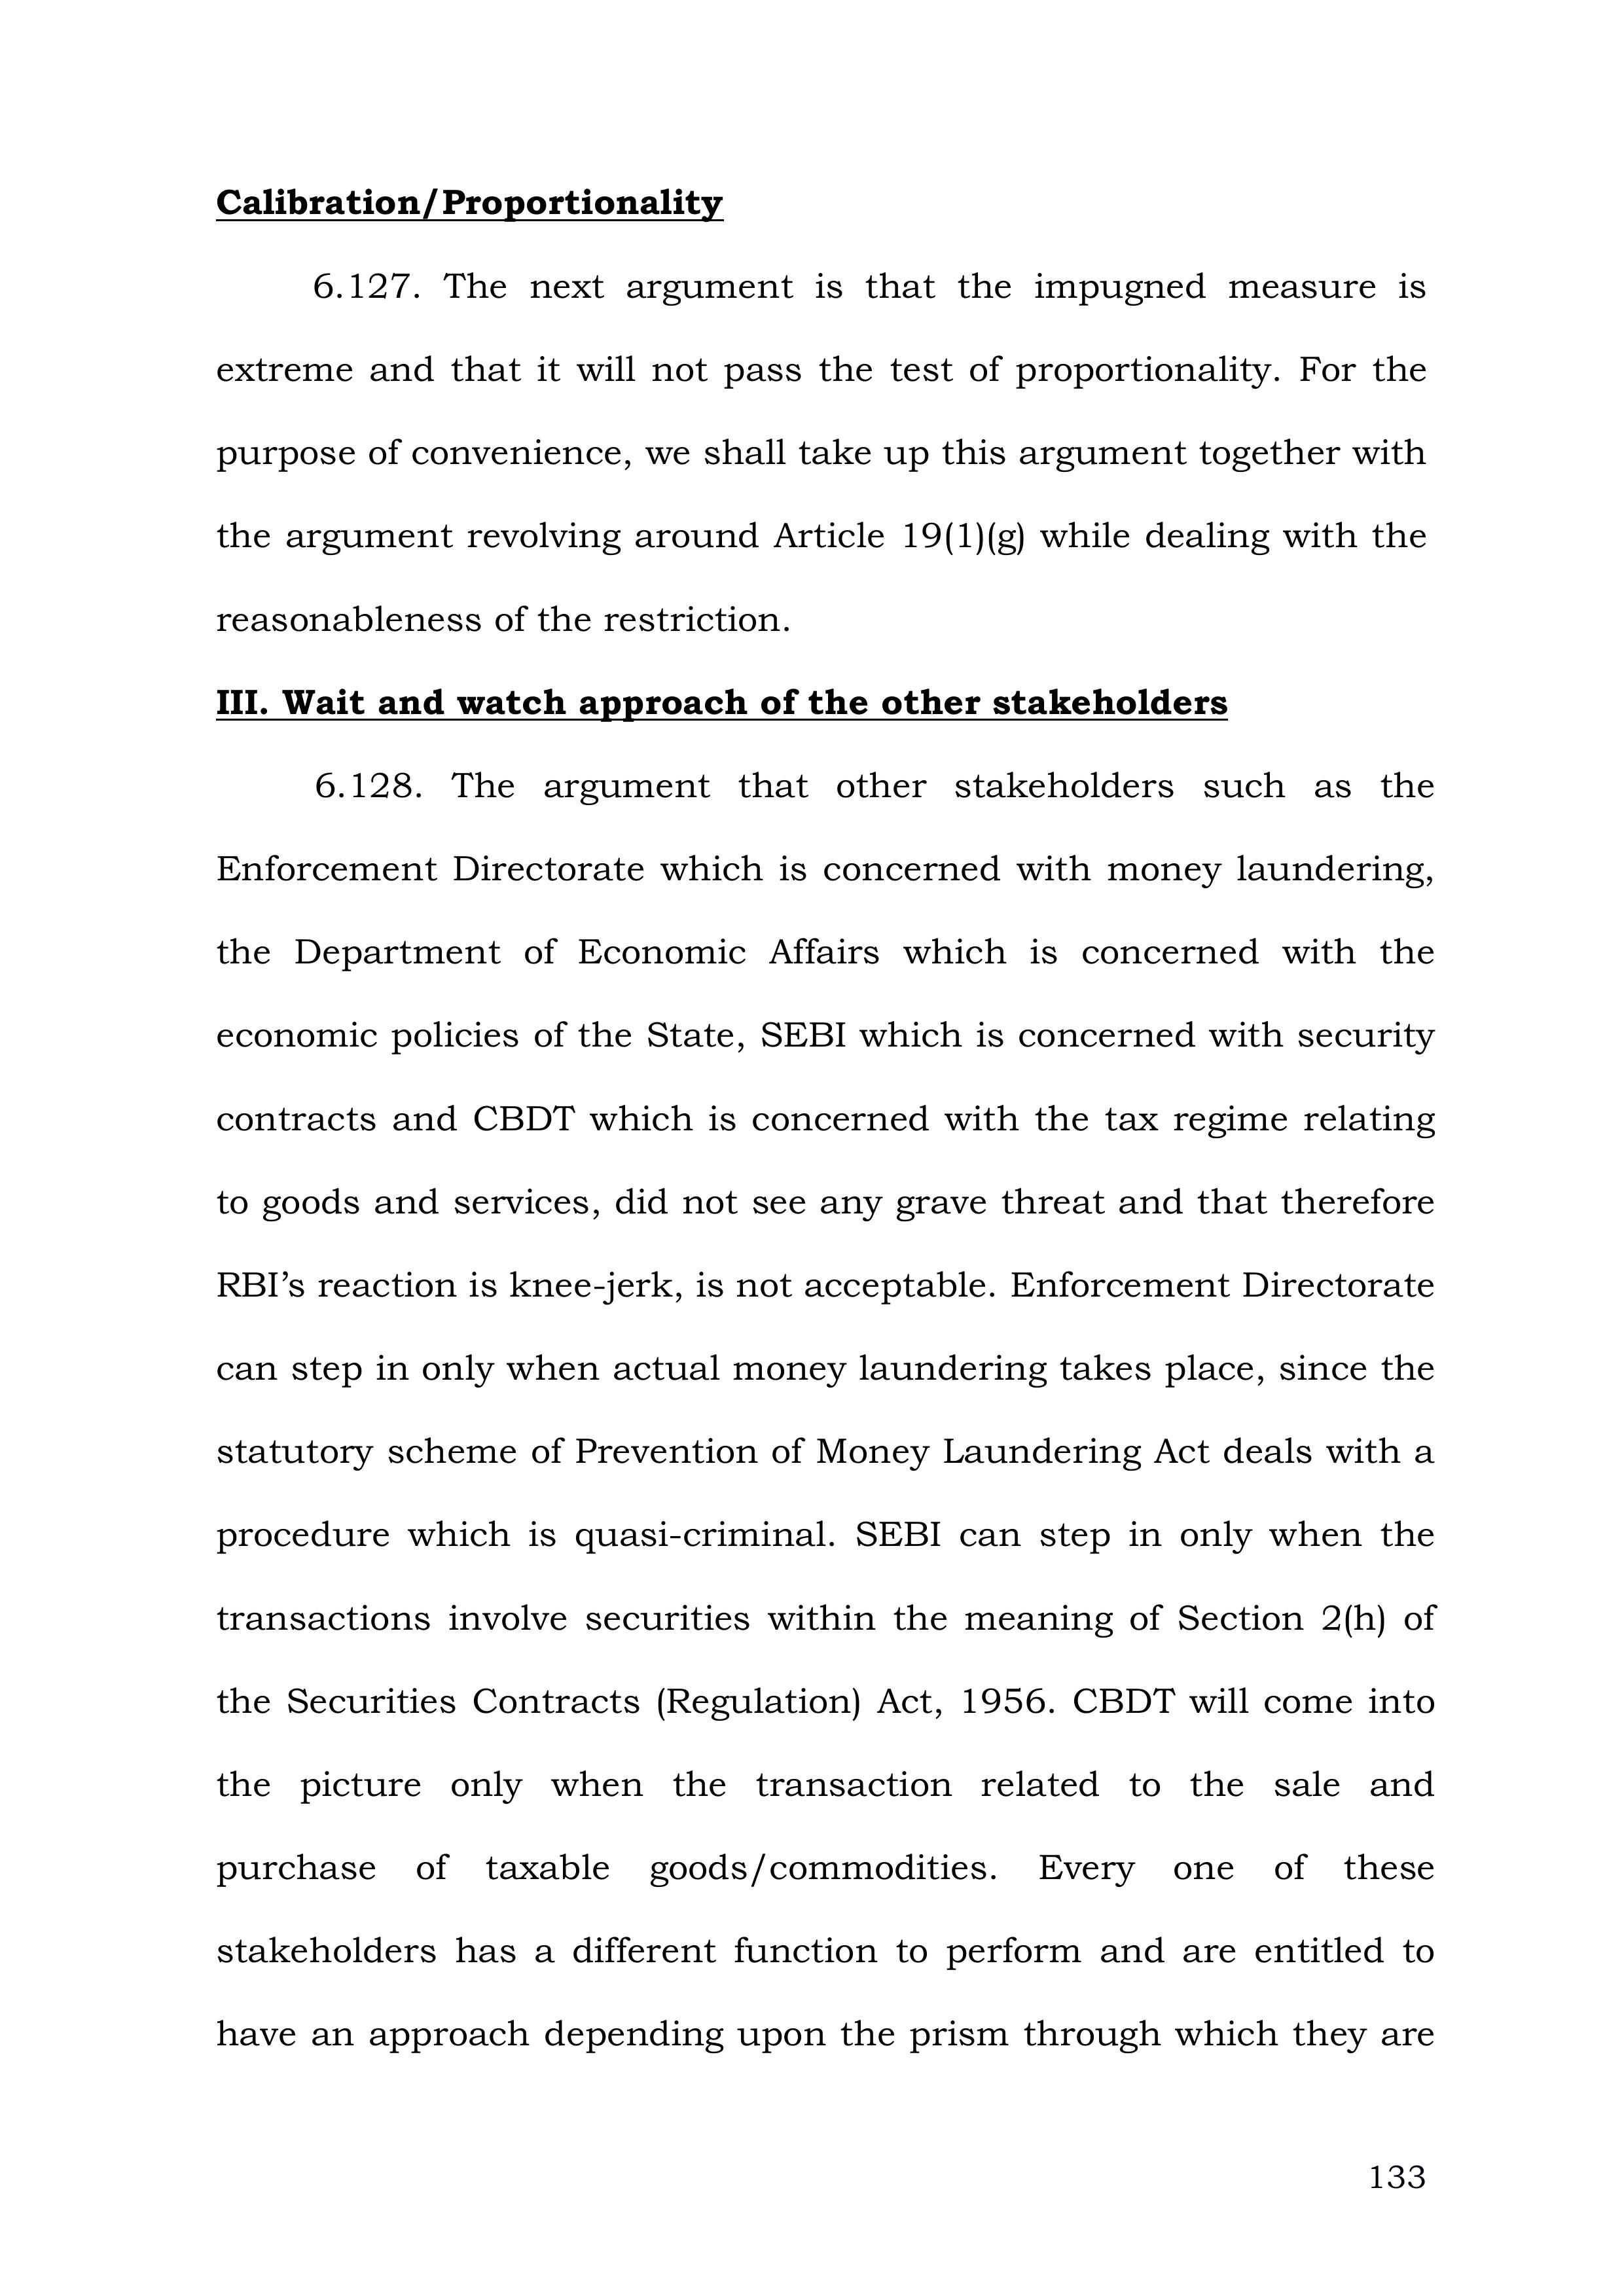 Calibration/Proportionality
6.127. The next argument is that the impugned measure is
extreme and that it will not pass the test of proportionality. For the
purpose of convenience, we shall take up this argument together with
the argument revolving around Article 19(1)(g) while dealing with the
reasonableness of the restriction.
III. Wait and watch approach of the other stakeholders
6.128. The argument that other stakeholders such as the
Enforcement Directorate which is concerned with money laundering,
the Department of Economic Affairs which is concerned with the
economic policies of the State, SEBI which is concerned with security
contracts and CBDT which is concerned with the tax regime relating
to goods and services, did not see any grave threat and that therefore
RBI’s reaction is knee-jerk, is not acceptable. Enforcement Directorate
can step in only when actual money laundering takes place, since the
statutory scheme of Prevention of Money Laundering Act deals with a
procedure which is quasi-criminal. SEBI can step in only when the
transactions involve securities within the meaning of Section 2(h) of
the Securities Contracts (Regulation) Act, 1956. CBDT will come into
the picture only when the transaction related to the sale and
purchase of taxable goods/commodities. Every one of these
stakeholders has a different function to perform and are entitled to
have an approach depending upon the prism through which they are
133